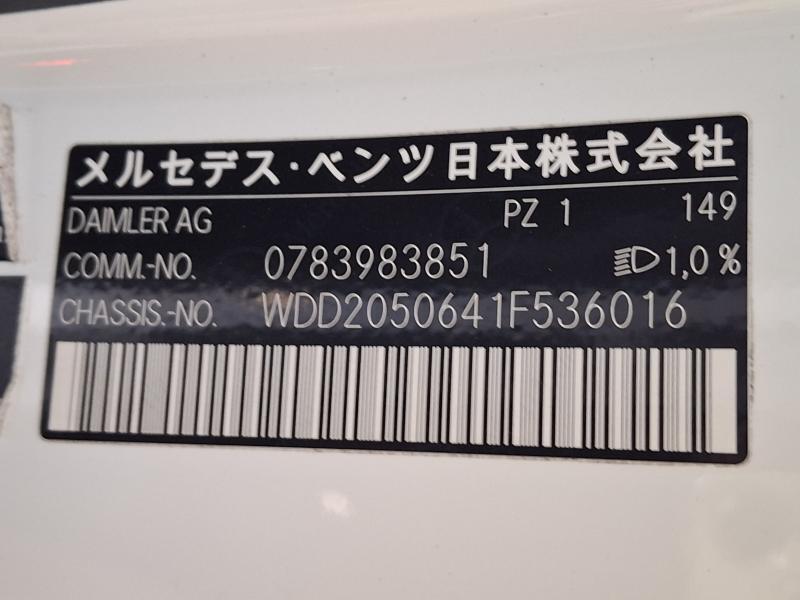 メルセデス・ベンツ日本株式会社
DAIMLER AG PZ 1 149
COMM.-NO. 0783983851 1,0 %
CHASSIS.-NO. WDD2050641F536016